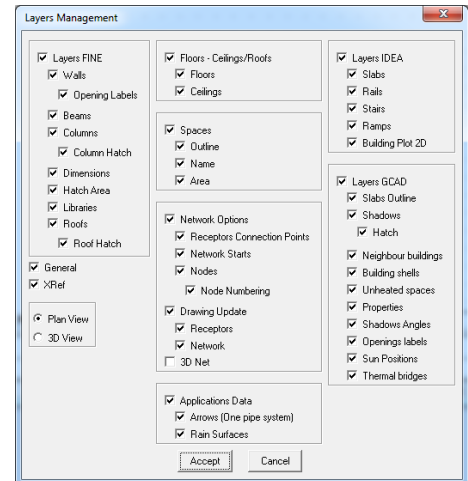 Layers Management
Layers FINE
Walls
Opening Labels
Beams
Columns
Column Hatch
Dimensions
Hatch Area
Libraries
Roofs
Roof Hatch
General
XRef
Plan View
3D View
Floors - Ceilings/Roofs
Floors
Ceilings
Spaces
Outline
Name
Area
Network Options
Receptors Connection Points
Network Starts
Nodes
Node Numbering
Drawing Update
Receptors
Network
3D Net
Applications Data
Arrows (One pipe system)
Rain Surfaces
Layers IDEA
Slabs
Rails
Stairs
Ramps
Building Plot 2D
Layers GCAD
Slabs Outline
Shadows
Hatch
Neighbour buildings
Building shells
Unheated spaces
Properties
Shadows Angles
Openings labels
Sun Positions
Thermal bridges
Accept
Cancel